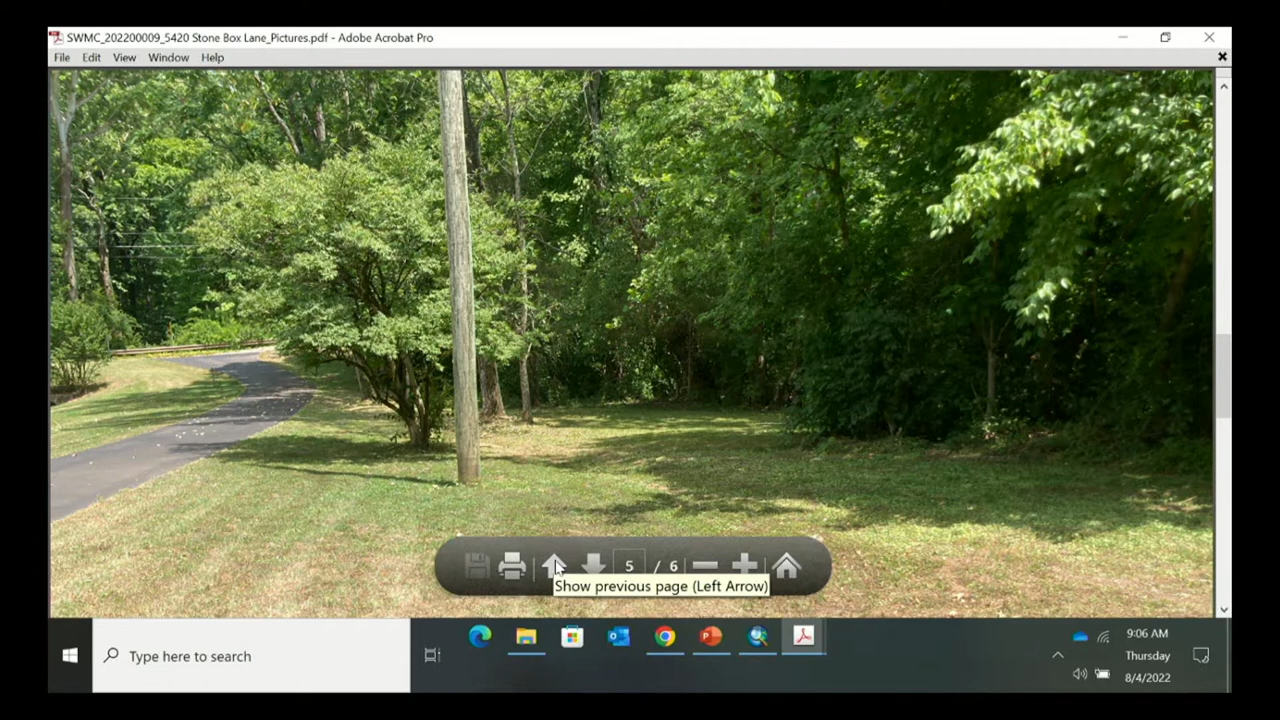 SWMC_202200009_5420 Stone Box Lane_Pictures.pdf - Adobe Acrobat Pro
File Edit View Window Help
5 / 6
Show previous page (Left Arrow)
Type here to search
9:06 AM
Thursday
8/4/2022